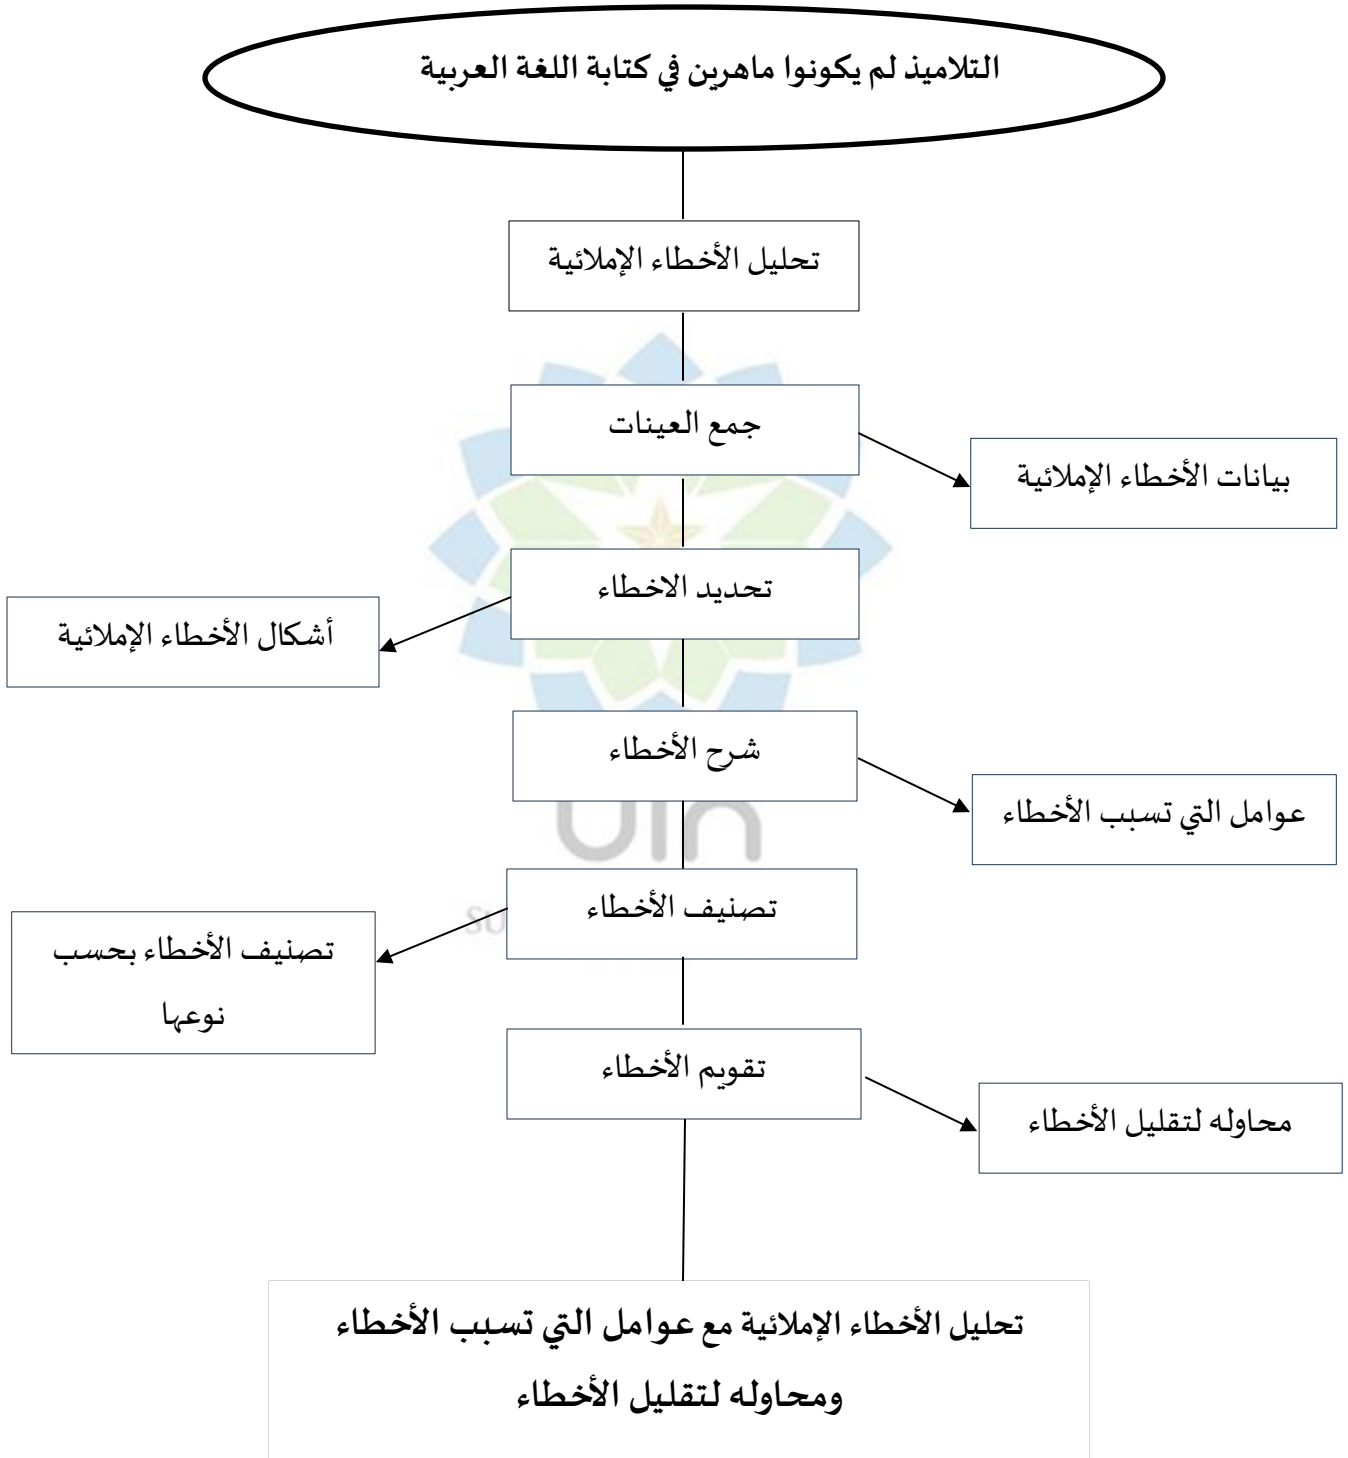 التلاميذ لم يكونوا ماهرين في كتابة اللغة العربية
تحليل الأخطاء الإملائية
جمع العينات
بيانات الأخطاء الإملائية
تحديد الاخطاء
أشكال الأخطاء الإملائية
شرح الأخطاء
uin
عوامل التي تسبب الأخطاء
تصنيف الأخطاء
SU
تصنيف الأخطاء بحسب
نوعها
تقويم الأخطاء
محاوله لتقليل الأخطاء
تحليل الأخطاء الإملائية مع عوامل التي تسبب الأخطاء
ومحاوله لتقليل الأخطاء